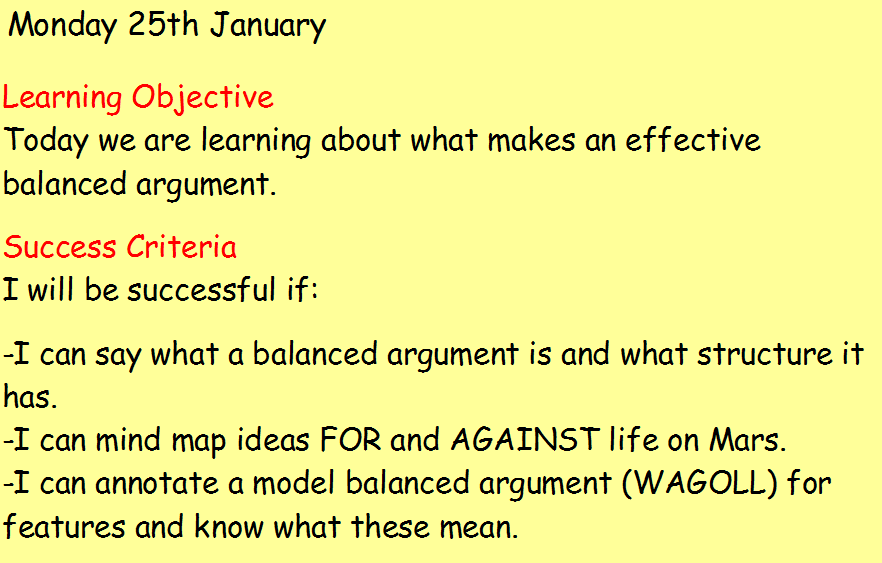 Monday 25th January
Learning Objective
Today we are learning about what makes an effective
balanced argument.
Success Criteria
I will be successful if:
-I can say what a balanced argument is and what structure it
has.
-I can mind map ideas FOR and AGAINST life on Mars.
-I can annotate a model balanced argument (WAGOLL) for
features and know what these mean.